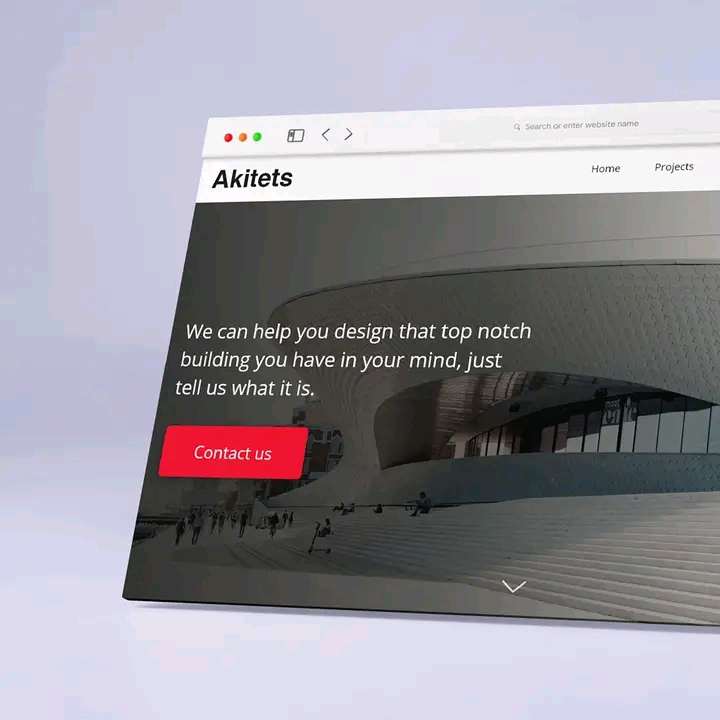 Search or enter website name
Akitets
Home Projects
We can help you design that top notch
building you have in your mind, just
tell us what it is.
Contact us